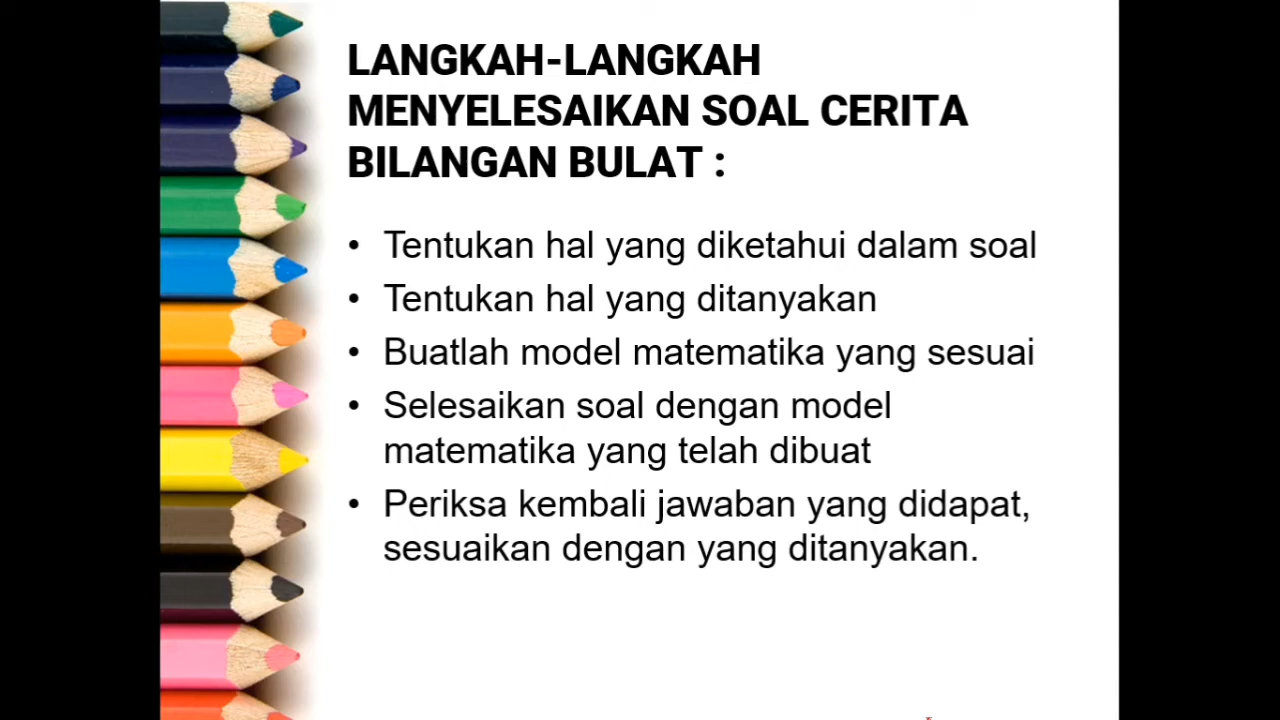 LANGKAH-LANGKAH
MENYELESAIKAN SOAL CERITA
BILANGAN BULAT :
• Tentukan hal yang diketahui dalam soal
• Tentukan hal yang ditanyakan
• Buatlah model matematika yang sesuai
• Selesaikan soal dengan model
matematika yang telah dibuat
• Periksa kembali jawaban yang didapat,
sesuaikan dengan yang ditanyakan.